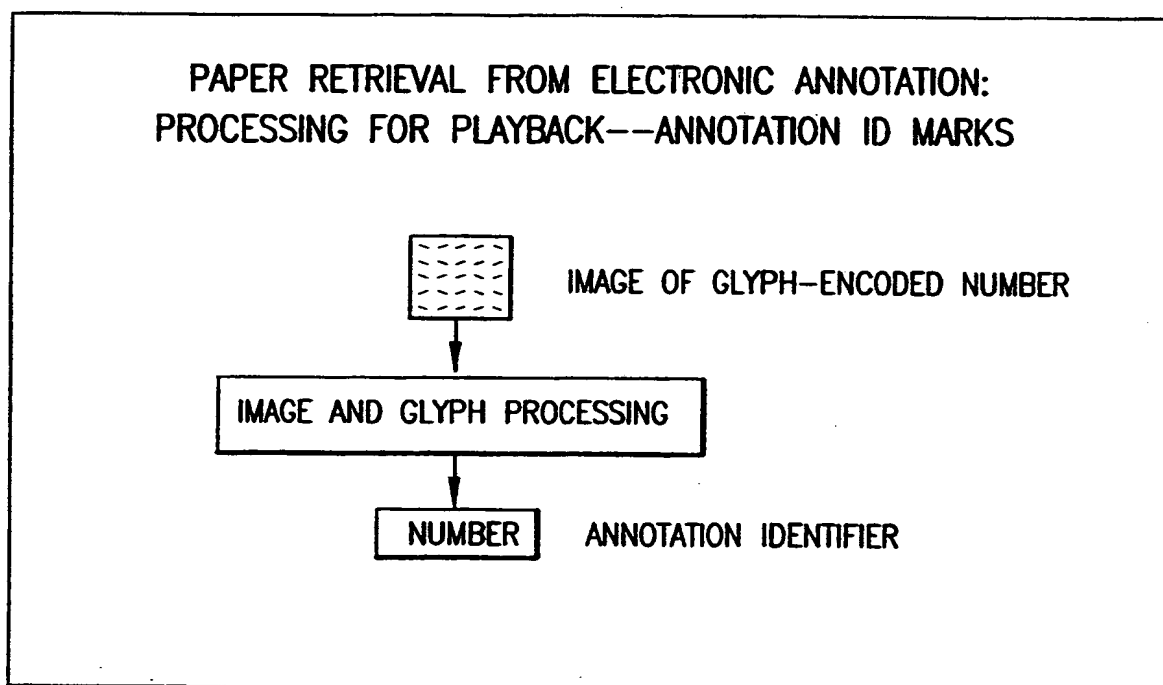 PAPER RETRIEVAL FROM ELECTRONIC ANNOTATION:
PROCESSING FOR PLAYBACK--ANNOTATION ID MARKS
IMAGE OF GLYPH-ENCODED NUMBER
IMAGE AND GLYPH PROCESSING
NUMBER
ANNOTATION IDENTIFIER